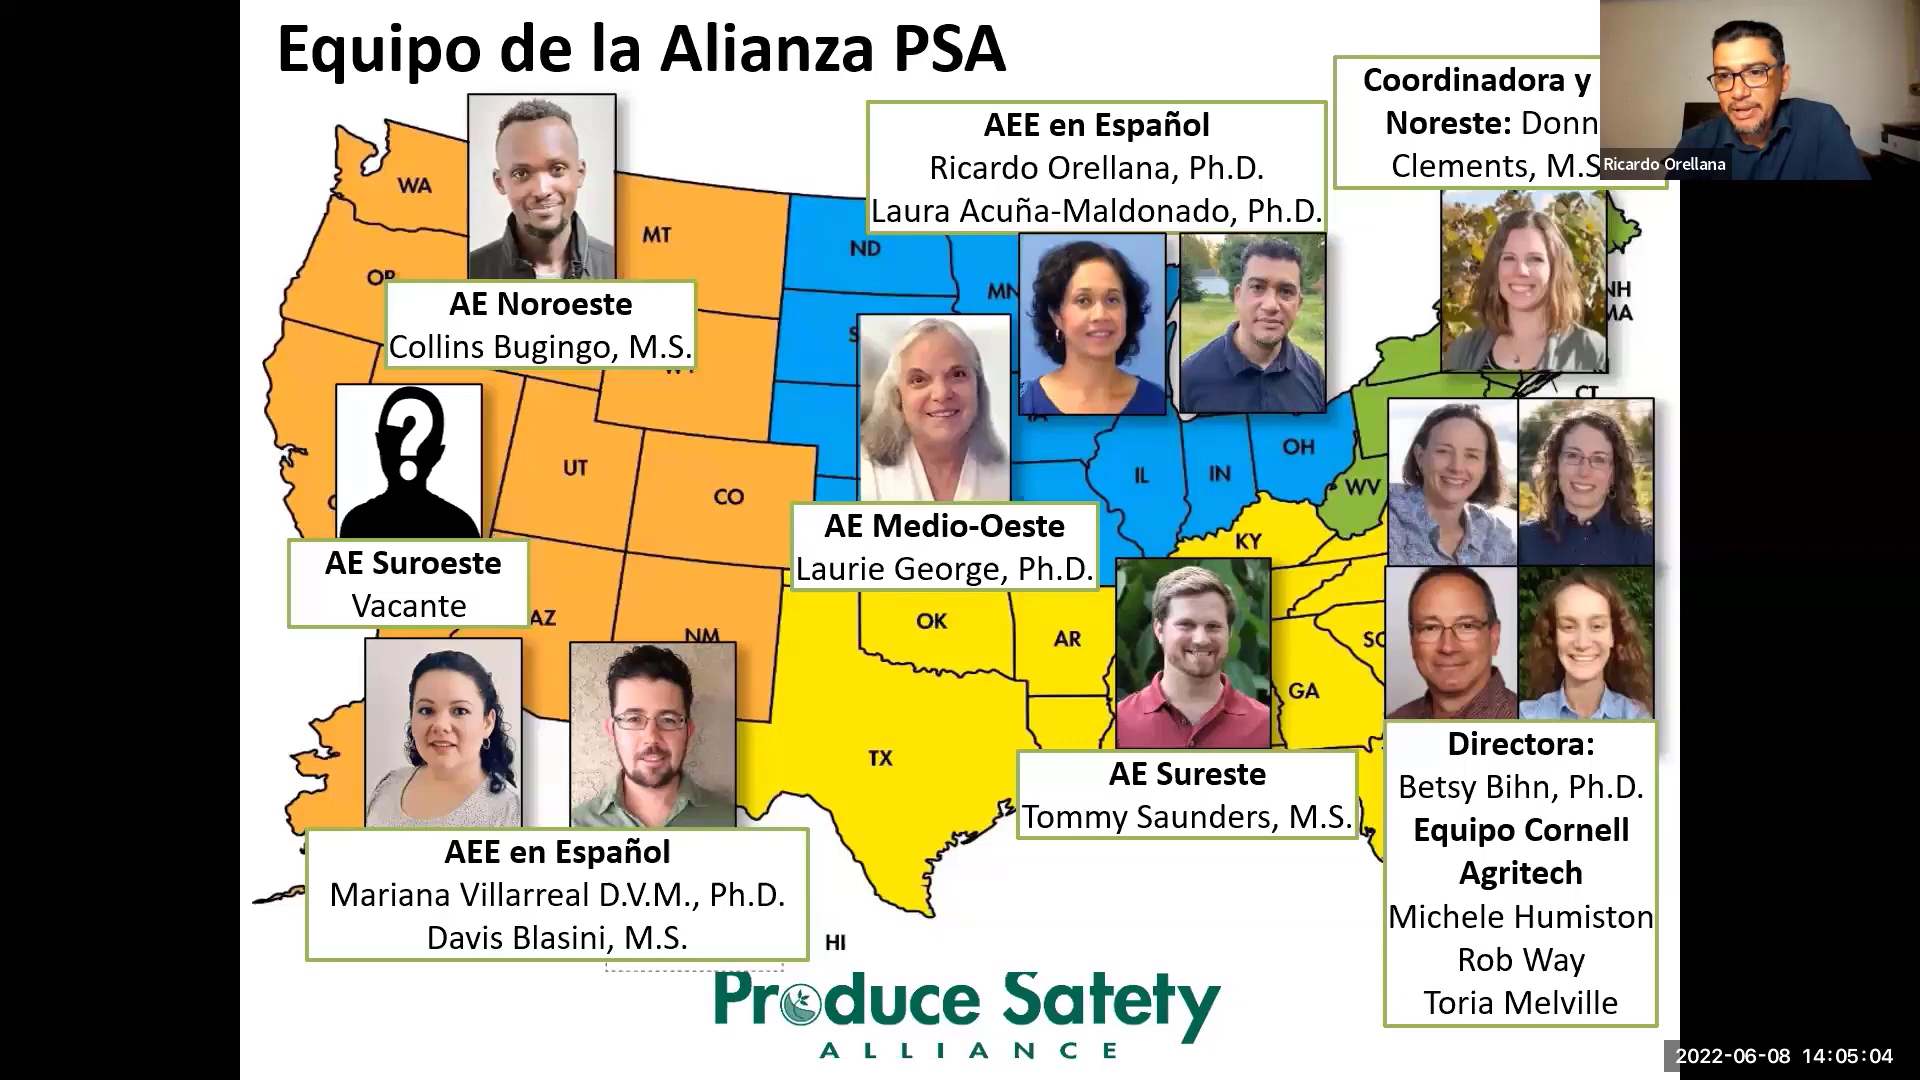 Equipo de la Alianza PSA
Coordinadora y
Noreste: Donn
Clements, M.S
Ricardo Orellana
AEE en Español
Ricardo Orellana, Ph.D.
Laura Acuña-Maldonado, Ph.D.
WA
MT
ND
MN
NH
MA
CT
AE Noroeste
Collins Bugingo, M.S.
UT
CO
IL
IN
OH
WV
KY
AE Medio-Oeste
Laurie George, Ph.D.
AE Suroeste
Vacante
AZ
NM
OK
AR
SC
GA
TX
AE Sureste
Tommy Saunders, M.S.
Directora:
Betsy Bihn, Ph.D.
Equipo Cornell
Agritech
Michele Humiston
Rob Way
Toria Melville
AEE en Español
Mariana Villarreal D.V.M., Ph.D.
Davis Blasini, M.S.
HI
Produce Safety
ALLIANCE
2022-06-08 14:05:04